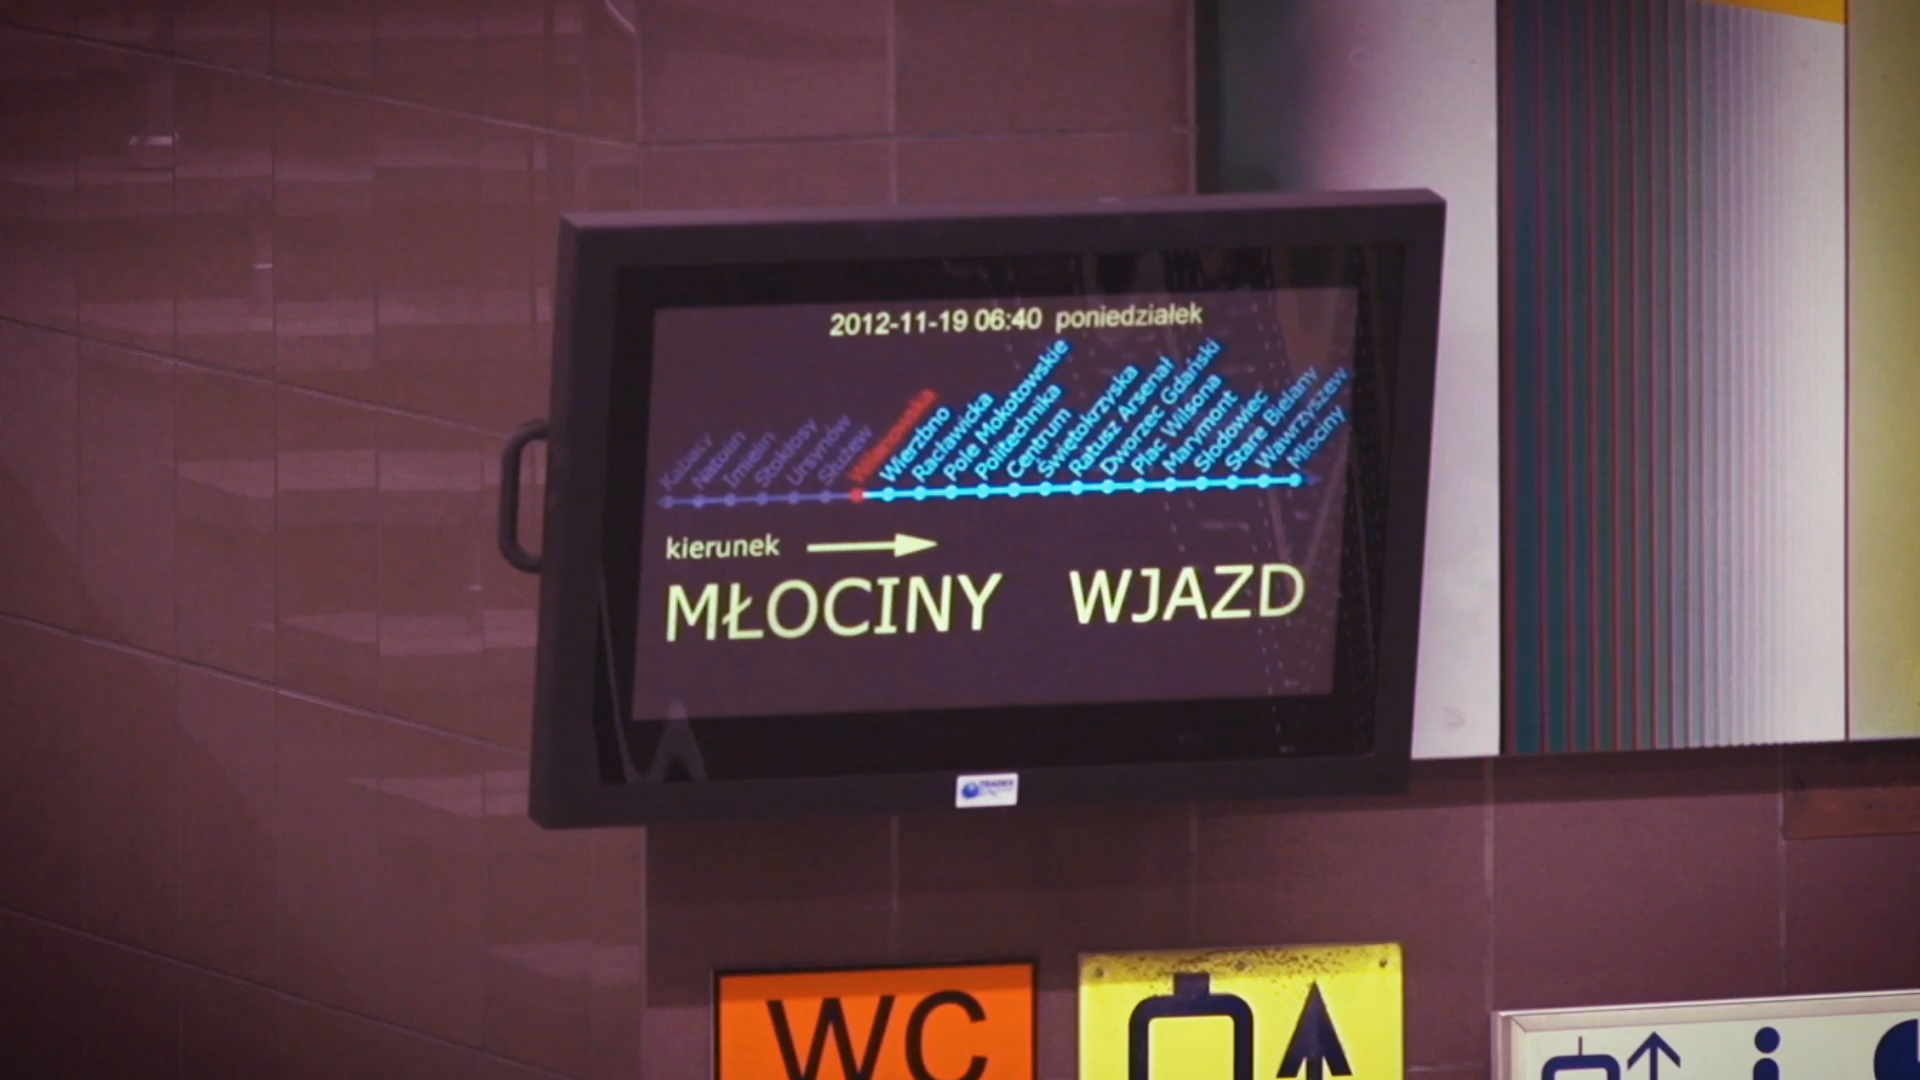 2012-11-19 06:40 poniedziałek
Kabaty
Natolin
Imielin
Stokłosy
Ursynów
Służew
Wilanowska
Wierzbno
Racławicka
Pole Mokotowskie
Politechnika
Centrum
Świętokrzyska
Ratusz Arsenał
Dworzec Gdański
Plac Wilsona
Marymont
Słodowiec
Stare Bielany
Wawrzyszew
Młociny
kierunek
MŁOCINY WJAZD
WC